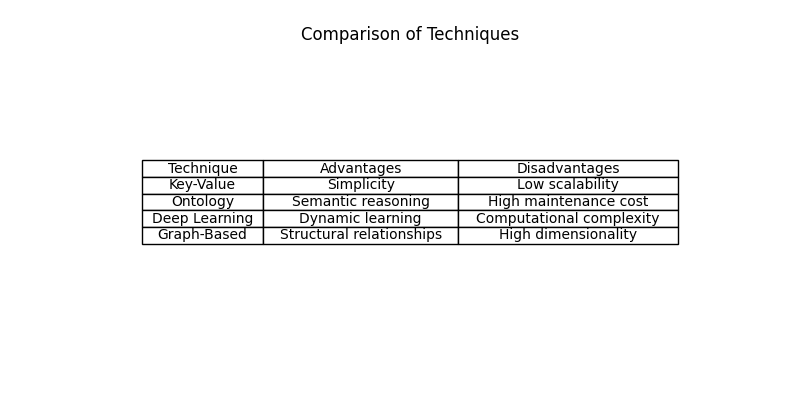 Comparison of Techniques
Technique Advantages Disadvantages
Key-Value Simplicity Low scalability
Ontology Semantic reasoning High maintenance cost
Deep Learning Dynamic learning Computational complexity
Graph-Based Structural relationships High dimensionality